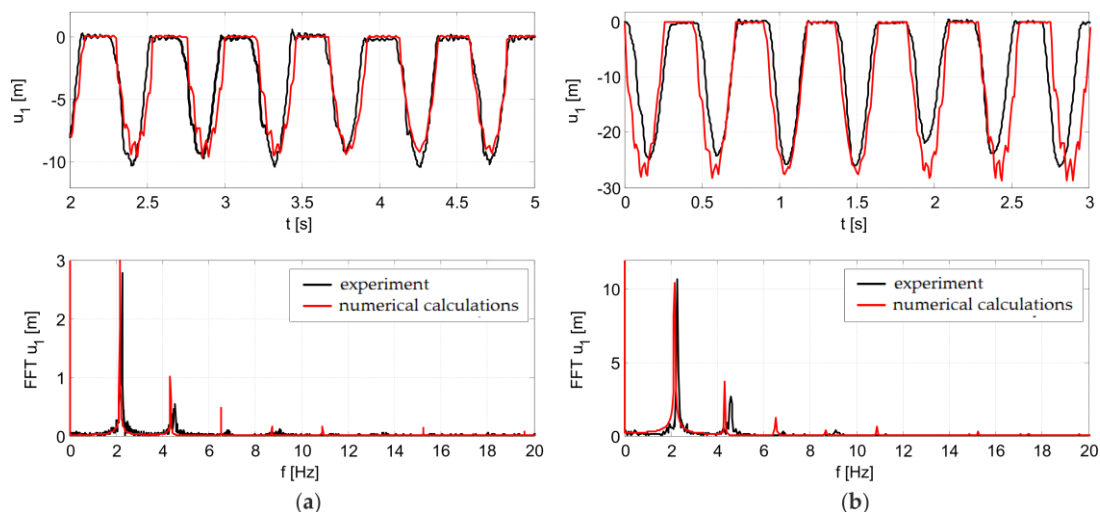 0
-5
-10
u1 [m]
2 2.5 3 3.5 4 4.5 5
t [s]
0
-10
-20
-30
u1 [m]
0 0.5 1 1.5 2 2.5 3
t [s]
3
2
1
0
FFT u1 [m]
experiment
numerical calculations
0 2 4 6 8 10 12 14 16 18 20
f [Hz]
(a)
10
5
0
FFT u1 [m]
experiment
numerical calculations
0 2 4 6 8 10 12 14 16 18 20
f [Hz]
(b)